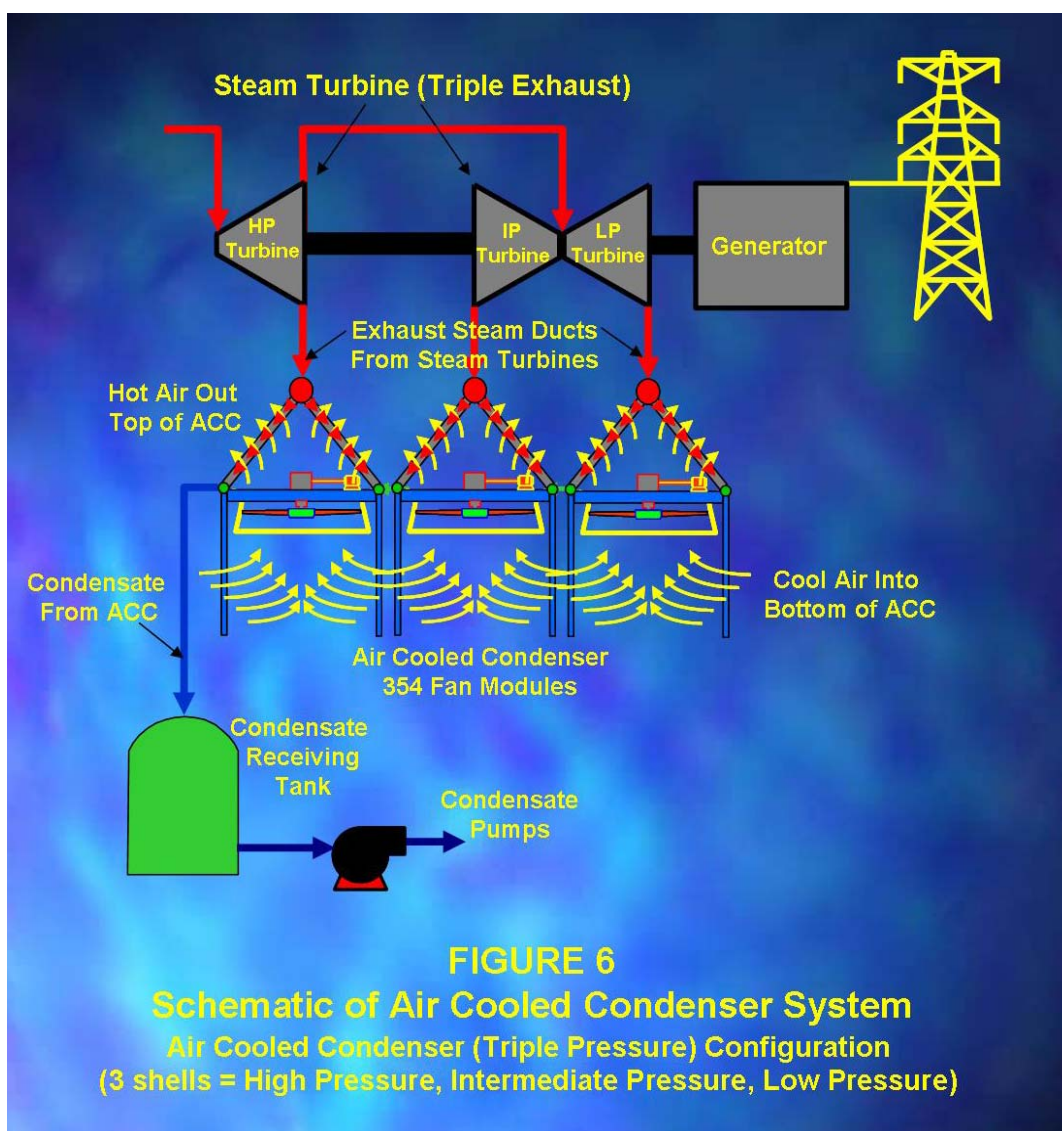 Steam Turbine (Triple Exhaust)
HP
Turbine
IP
Turbine
LP
Turbine
Generator
Exhaust Steam Ducts
From Steam Turbines
Hot Air Out
Top of ACC
Condensate
From ACC
Cool Air Into
Bottom of ACC
Air Cooled Condenser
354 Fan Modules
Condensate
Receiving
Tank
Condensate
Pumps
FIGURE 6
Schematic of Air Cooled Condenser System
Air Cooled Condenser (Triple Pressure) Configuration
(3 shells = High Pressure, Intermediate Pressure, Low Pressure)